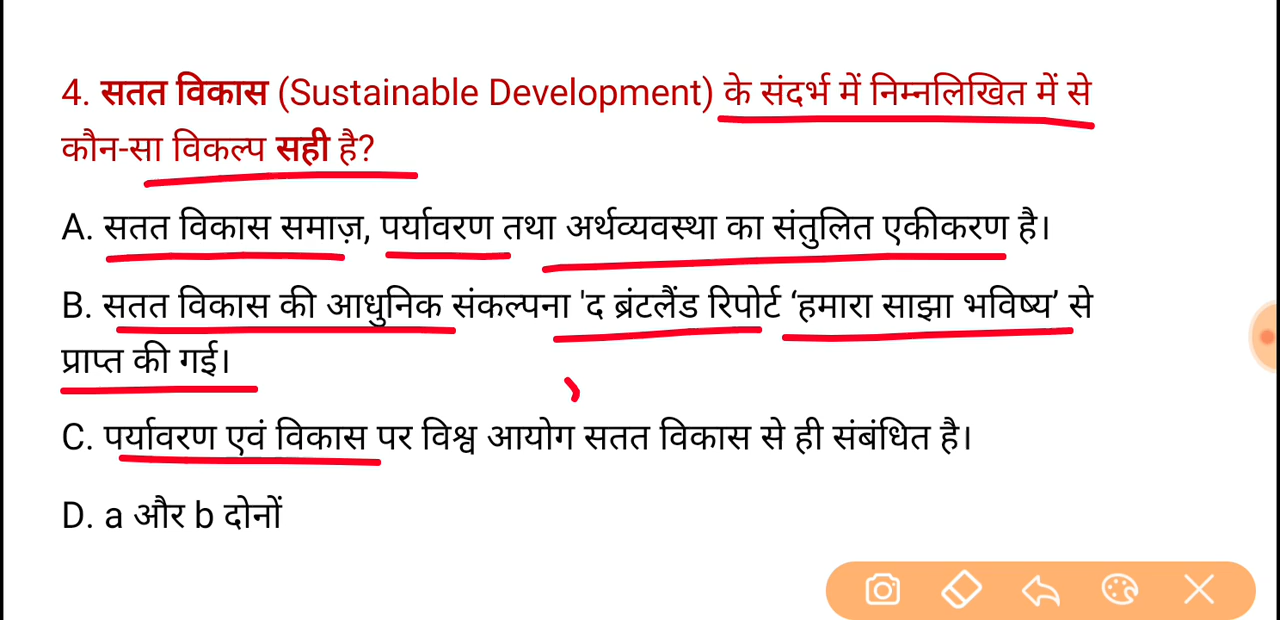 4. सतत विकास (Sustainable Development) के संदर्भ में निम्नलिखित में से
कौन-सा विकल्प सही है?
A. सतत विकास समाज़, पर्यावरण तथा अर्थव्यवस्था का संतुलित एकीकरण है।
B. सतत विकास की आधुनिक संकल्पना 'द ब्रंटलैंड रिपोर्ट ‘हमारा साझा भविष्य’ से
प्राप्त की गई।
C. पर्यावरण एवं विकास पर विश्व आयोग सतत विकास से ही संबंधित है।
D. a और b दोनों